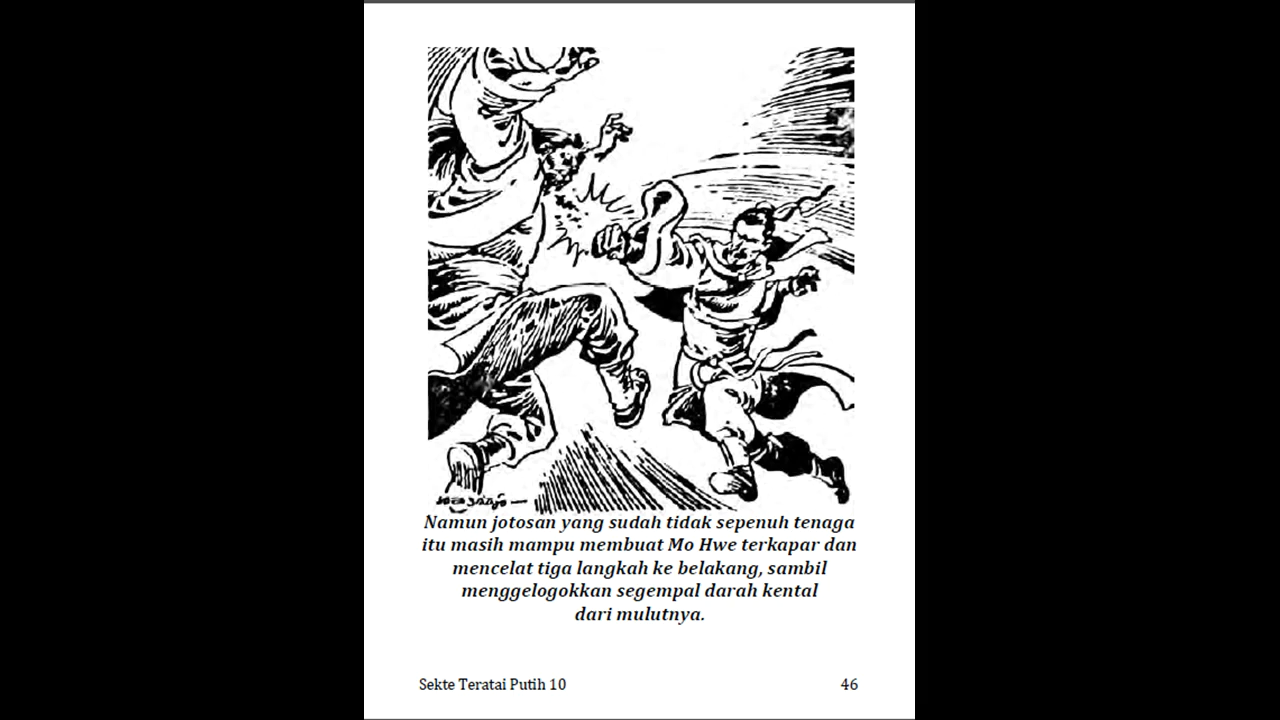 Namun jotosan yang sudah tidak sepenuh tenaga
itu masih mampu membuat Mo Hwe terkapar dan
mencelat tiga langkah ke belakang, sambil
menggelogokkan segempal darah kental
dari mulutnya.
Sekte Teratai Putih 10
46